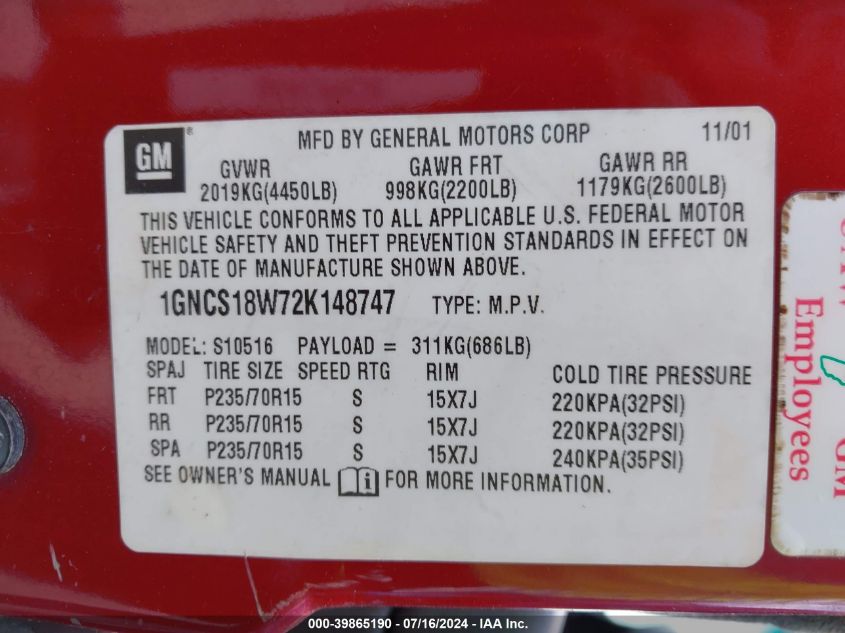 GM
MFD BY GENERAL MOTORS CORP 11/01
GVWR GAWR FRT GAWR RR
2019KG(4450LB) 998KG(2200LB) 1179KG(2600LB)
THIS VEHICLE CONFORMS TO ALL APPLICABLE U.S. FEDERAL MOTOR
VEHICLE SAFETY AND THEFT PREVENTION STANDARDS IN EFFECT ON
THE DATE OF MANUFACTURE SHOWN ABOVE.
1GNCS18W72K148747 TYPE: M.P.V.
MODEL: S10516 PAYLOAD = 311KG(686LB)
SPAJ TIRE SIZE SPEED RTG RIM COLD TIRE PRESSURE
FRT P235/70R15 S 15X7J 220KPA(32PSI)
RR P235/70R15 S 15X7J 220KPA(32PSI)
SPA P235/70R15 S 15X7J 240KPA(35PSI)
SEE OWNER'S MANUAL i FOR MORE INFORMATION.
GM
Employees
000-39865190 - 07/16/2024 - IAA Inc.